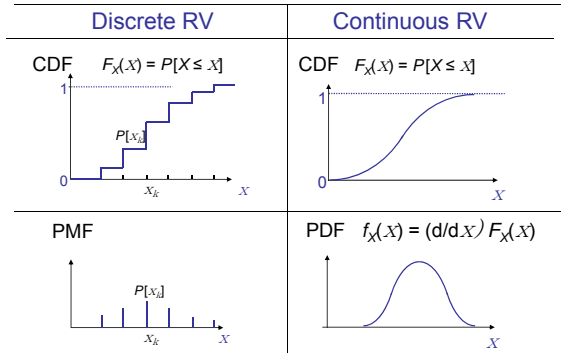 Discrete RV
Continuous RV
CDF F_X(x) = P[X ≤ x]
1
P[x_k]
0
x_k
x
CDF F_X(x) = P[X ≤ x]
1
0
x
PMF
P[x_k]
x_k
x
PDF f_X(x) = (d/dx) F_X(x)
x